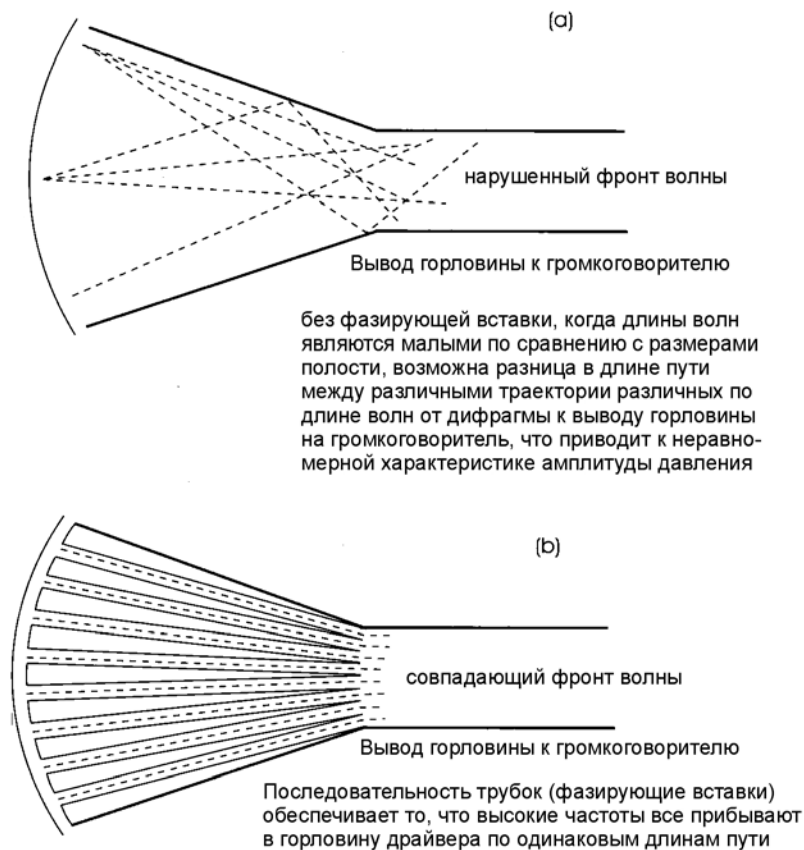 (a)
нарушенный фронт волны
Вывод горловины к громкоговорителю
без фазирующей вставки, когда длины волн
являются малыми по сравнению с размерами
полости, возможна разница в длине пути
между различными траектории различных по
длине волн от дифрагмы к выводу горловины
на громкоговоритель, что приводит к неравно-
мерной характеристике амплитуды давления
(b)
совпадающий фронт волны
Вывод горловины к громкоговорителю
Последовательность трубок (фазирующие вставки)
обеспечивает то, что высокие частоты все прибывают
в горловину драйвера по одинаковым длинам пути